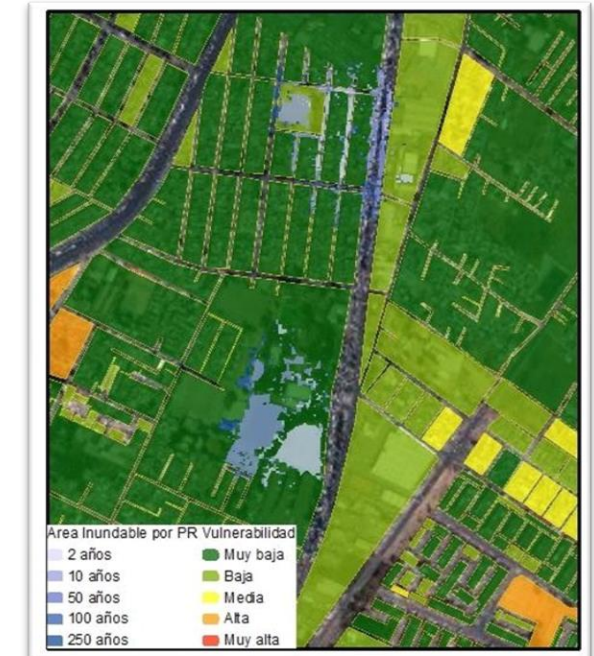 Area Inundable por PR Vulnerabilidad
2 años Muy baja
10 años Baja
50 años Media
100 años Alta
250 años Muy alta